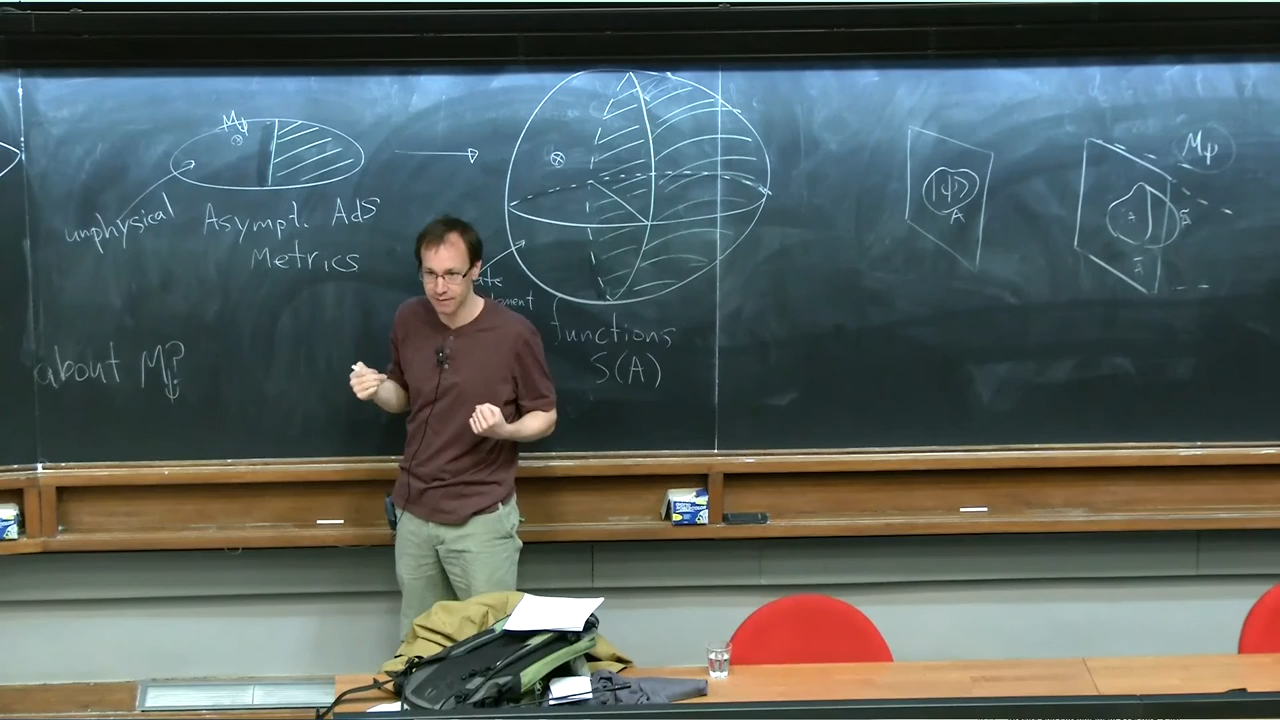 Mψ
unphysical
Asympt. AdS
Metrics
about Mψ?
functions
S(A)
|ψ⟩
A
Mψ
A
Ã